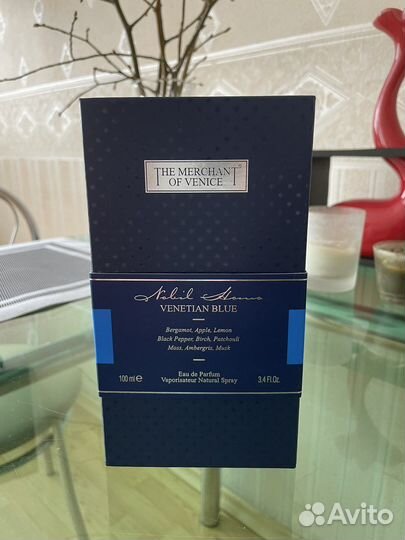 THE MERCHANT®
OF VENICE
Nobil Homo
VENETIAN BLUE
Bergamot, Apple, Lemon
Black Pepper, Birch, Patchouli
Moss, Ambergris, Musk
Eau de Parfum
100 ml ℮ Vaporisateur Natural Spray 3.4 Fl.Oz.
Avito